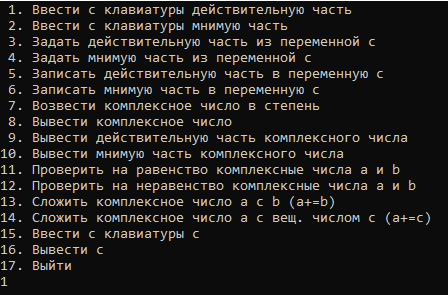 1. Ввести с клавиатуры действительную часть
2. Ввести с клавиатуры мнимую часть
3. Задать действительную часть из переменной c
4. Задать мнимую часть из переменной c
5. Записать действительную часть в переменную c
6. Записать мнимую часть в переменную c
7. Возвести комплексное число в степень
8. Вывести комплексное число
9. Вывести действительную часть комплексного числа
10. Вывести мнимую часть комплексного числа
11. Проверить на равенство комплексные числа a и b
12. Проверить на неравенство комплексные числа a и b
13. Сложить комплексное число a с b (a+=b)
14. Сложить комплексное число a с вещ. числом c (a+=c)
15. Ввести с клавиатуры c
16. Вывести c
17. Выйти
1